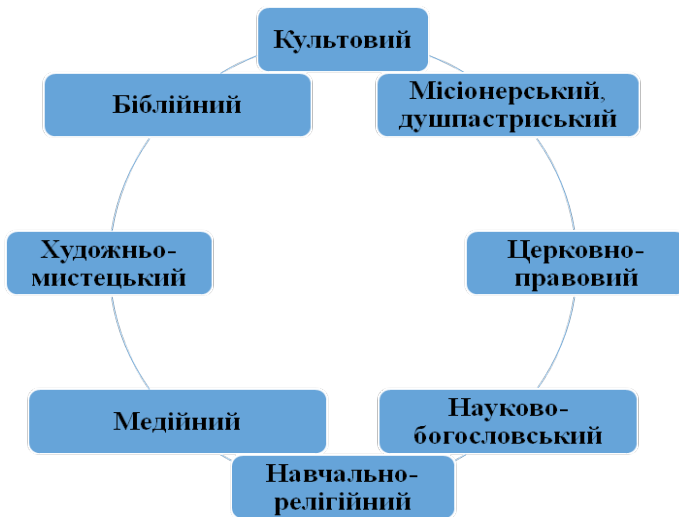 Культовий
Місіонерський,
душпастриський
Церковно-
правовий
Науково-
богословський
Навчально-
релігійний
Медійний
Художньо-
мистецький
Біблійний